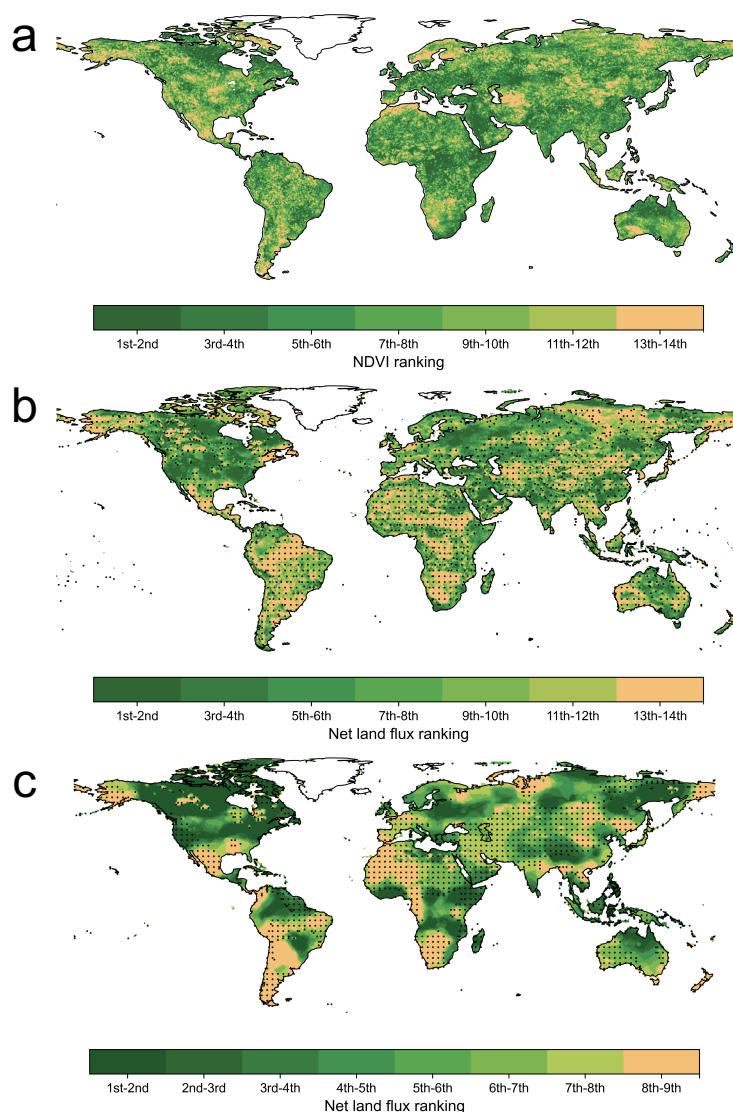 a
1st-2nd 3rd-4th 5th-6th 7th-8th 9th-10th 11th-12th 13th-14th
NDVI ranking
b
1st-2nd 3rd-4th 5th-6th 7th-8th 9th-10th 11th-12th 13th-14th
Net land flux ranking
c
1st-2nd 2nd-3rd 3rd-4th 4th-5th 5th-6th 6th-7th 7th-8th 8th-9th
Net land flux ranking